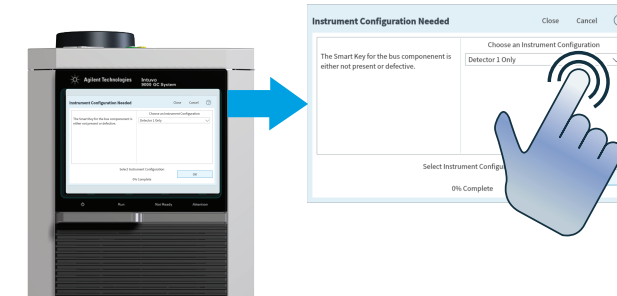 Agilent Technologies
Intuvo
9000 GC System
Instrument Configuration Needed Close Cancel ?
Choose an Instrument Configuration
The Smart Key for the bus componenent is
either not present or defective.
Detector 1 Only
Select Instrument Configuration
OK
0% Complete
Run Not Ready
Instrument Configuration Needed Close Cancel
Choose an Instrument Configuration
The Smart Key for the bus componenent is
either not present or defective.
Detector 1 Only
Select Instrument Configu
0% Complete